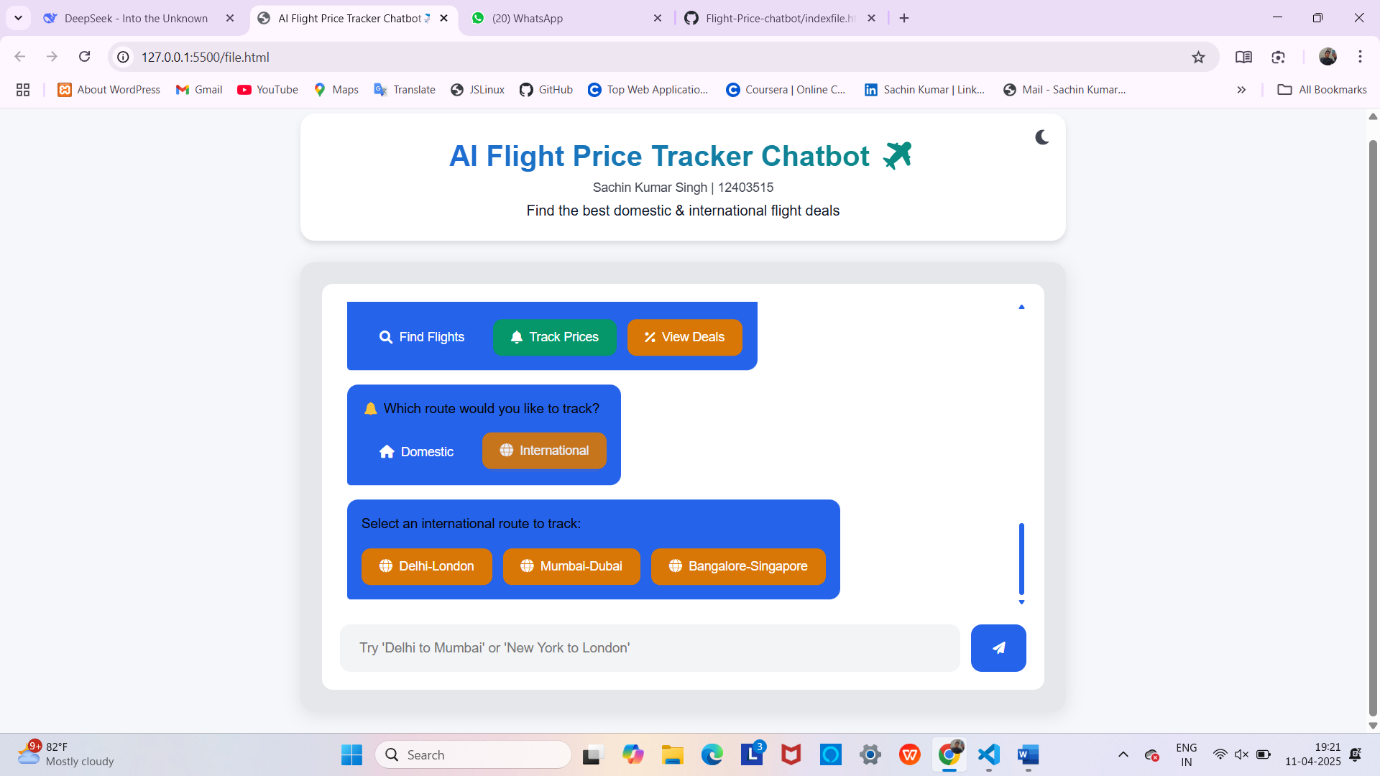 DeepSeek - Into the Unknown
AI Flight Price Tracker Chatbot
(20) WhatsApp
Flight-Price-chatbot/indexfile.h
127.0.0.1:5500/file.html
About WordPress
Gmail
YouTube
Maps
Translate
JSLinux
GitHub
Top Web Applicatio...
Coursera | Online C...
Sachin Kumar | Link...
Mail - Sachin Kumar...
All Bookmarks
AI Flight Price Tracker Chatbot
Sachin Kumar Singh | 12403515
Find the best domestic & international flight deals
Find Flights
Track Prices
View Deals
Which route would you like to track?
Domestic
International
Select an international route to track:
Delhi-London
Mumbai-Dubai
Bangalore-Singapore
Try 'Delhi to Mumbai' or 'New York to London'
9+
82°F
Mostly cloudy
Search
L
3
W
W
ENG
IN
19:21
11-04-2025